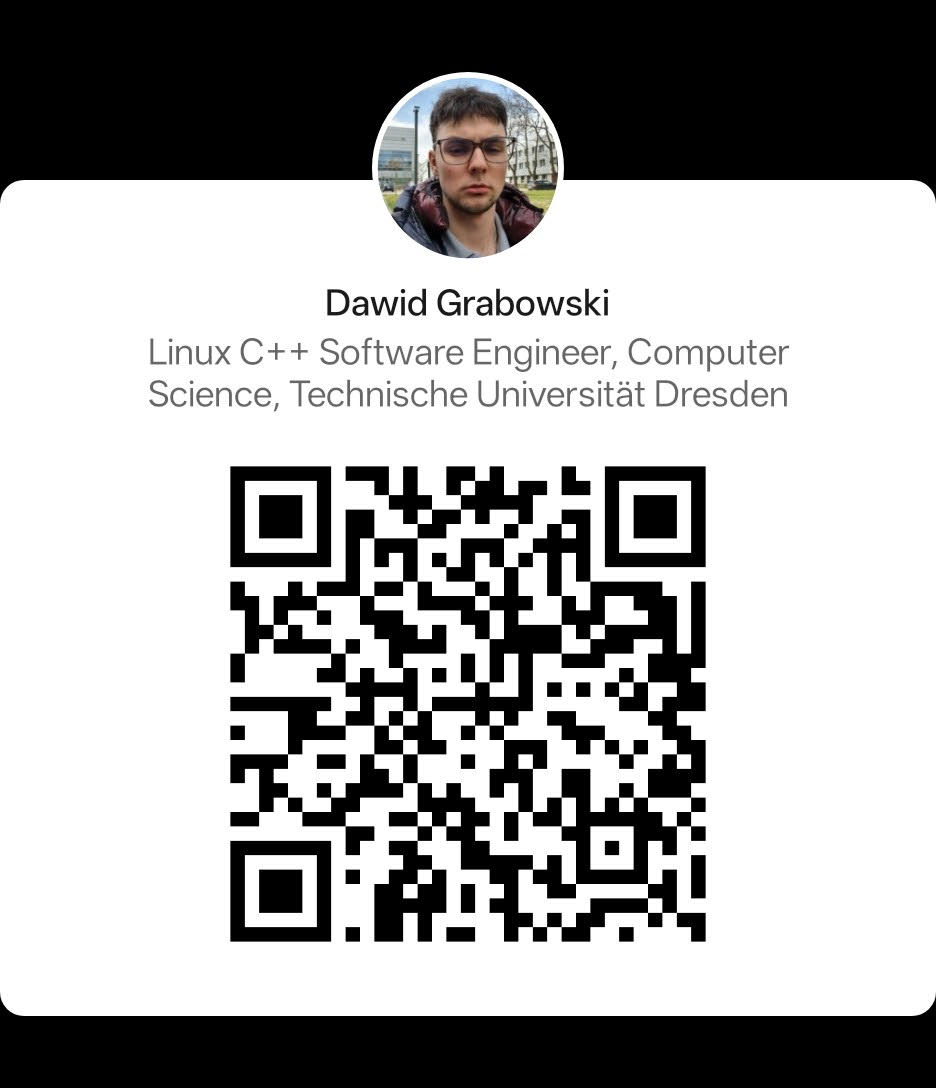 Dawid Grabowski
Linux C++ Software Engineer, Computer
Science, Technische Universität Dresden